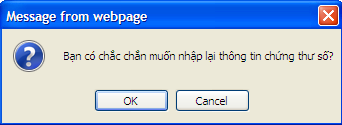 Message from webpage
Bạn có chắc chắn muốn nhập lại thông tin chứng thư số?
OK
Cancel